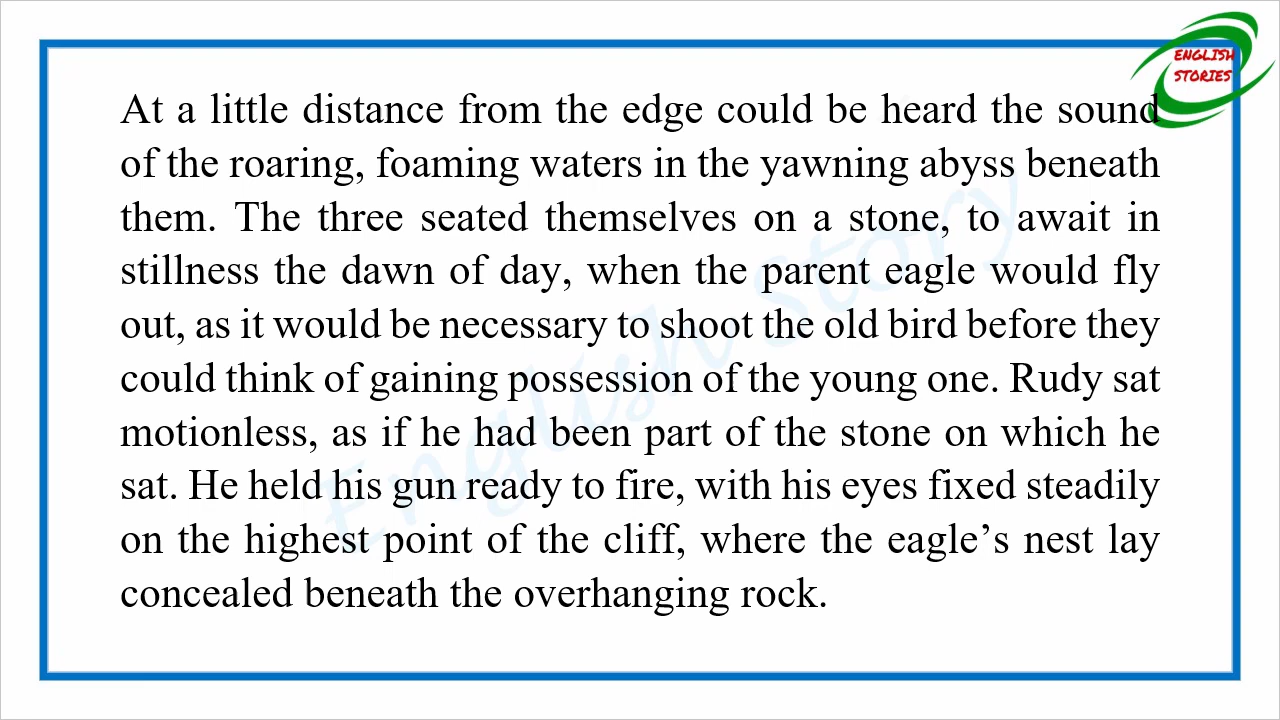 ENGLISH
STORIES
At a little distance from the edge could be heard the sound
of the roaring, foaming waters in the yawning abyss beneath
them. The three seated themselves on a stone, to await in
stillness the dawn of day, when the parent eagle would fly
out, as it would be necessary to shoot the old bird before they
could think of gaining possession of the young one. Rudy sat
motionless, as if he had been part of the stone on which he
sat. He held his gun ready to fire, with his eyes fixed steadily
on the highest point of the cliff, where the eagle’s nest lay
concealed beneath the overhanging rock.
English Story